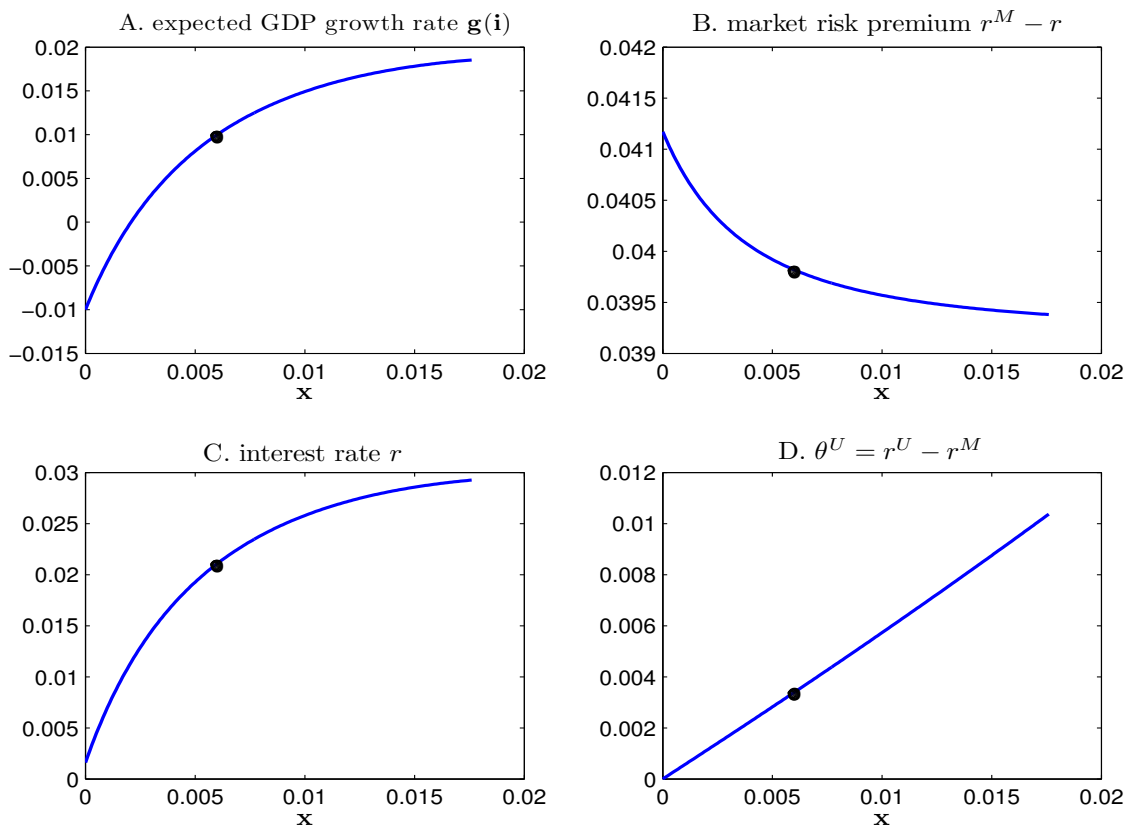 A. expected GDP growth rate g(i)
0.02
0.015
0.01
0.005
0
−0.005
−0.01
−0.015
0 0.005 0.01 0.015 0.02
x
B. market risk premium r^M − r
0.042
0.0415
0.041
0.0405
0.04
0.0395
0.039
0 0.005 0.01 0.015 0.02
x
C. interest rate r
0.03
0.025
0.02
0.015
0.01
0.005
0
0 0.005 0.01 0.015 0.02
x
D. θ^U = r^U − r^M
0.012
0.01
0.008
0.006
0.004
0.002
0
0 0.005 0.01 0.015 0.02
x